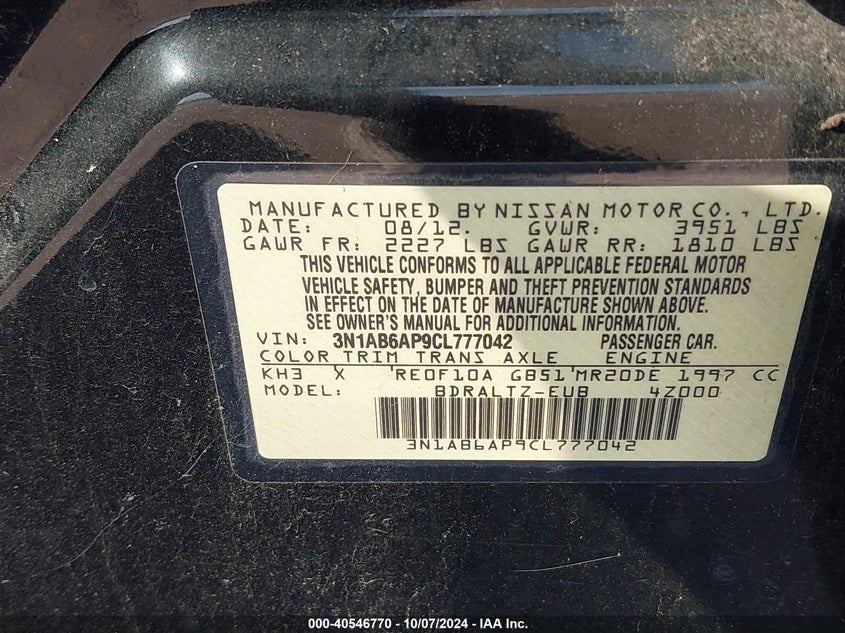 MANUFACTURED BY NISSAN MOTOR CO., LTD.
DATE: 08/12. GVWR: 3951 LBS
GAWR FR: 2227 LBS GAWR RR: 1810 LBS
THIS VEHICLE CONFORMS TO ALL APPLICABLE FEDERAL MOTOR
VEHICLE SAFETY, BUMPER AND THEFT PREVENTION STANDARDS
IN EFFECT ON THE DATE OF MANUFACTURE SHOWN ABOVE.
SEE OWNER'S MANUAL FOR ADDITIONAL INFORMATION.
VIN: 3N1AB6AP9CL777042 PASSENGER CAR.
COLOR TRIM TRANS AXLE ENGINE
KH3 X RE0F10A GB51 MR20DE 1997 CC
MODEL: BDRALTZ-EUB 4Z000
3N1AB6AP9CL777042
000-40546770 - 10/07/2024 - IAA Inc.